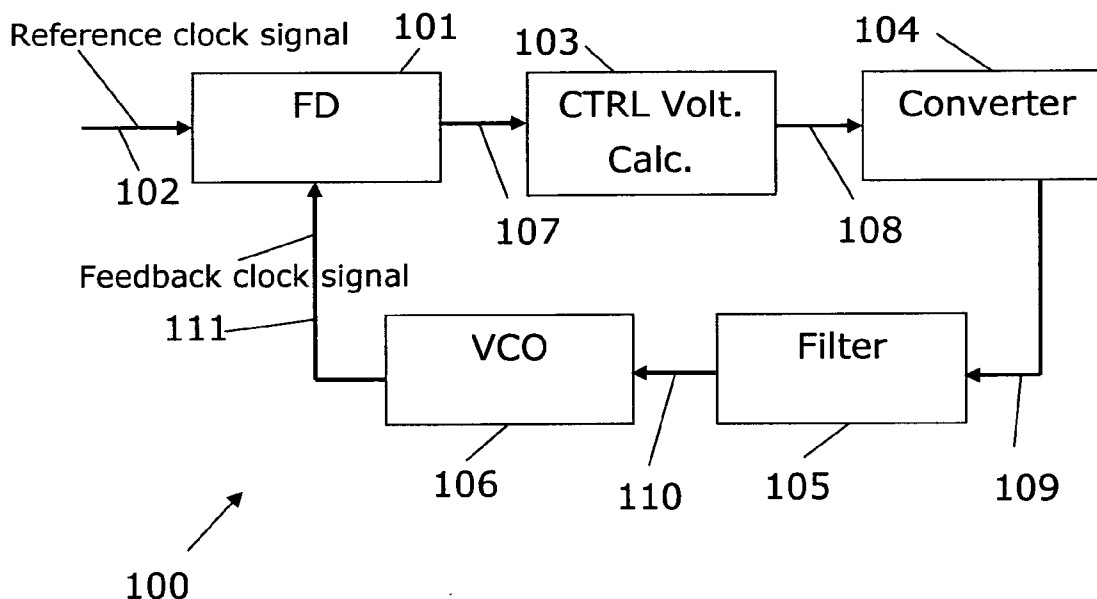 Reference clock signal
101
103
104
FD
CTRL Volt.
Calc.
Converter
102
107
108
Feedback clock signal
111
VCO
Filter
106
110
105
109
100